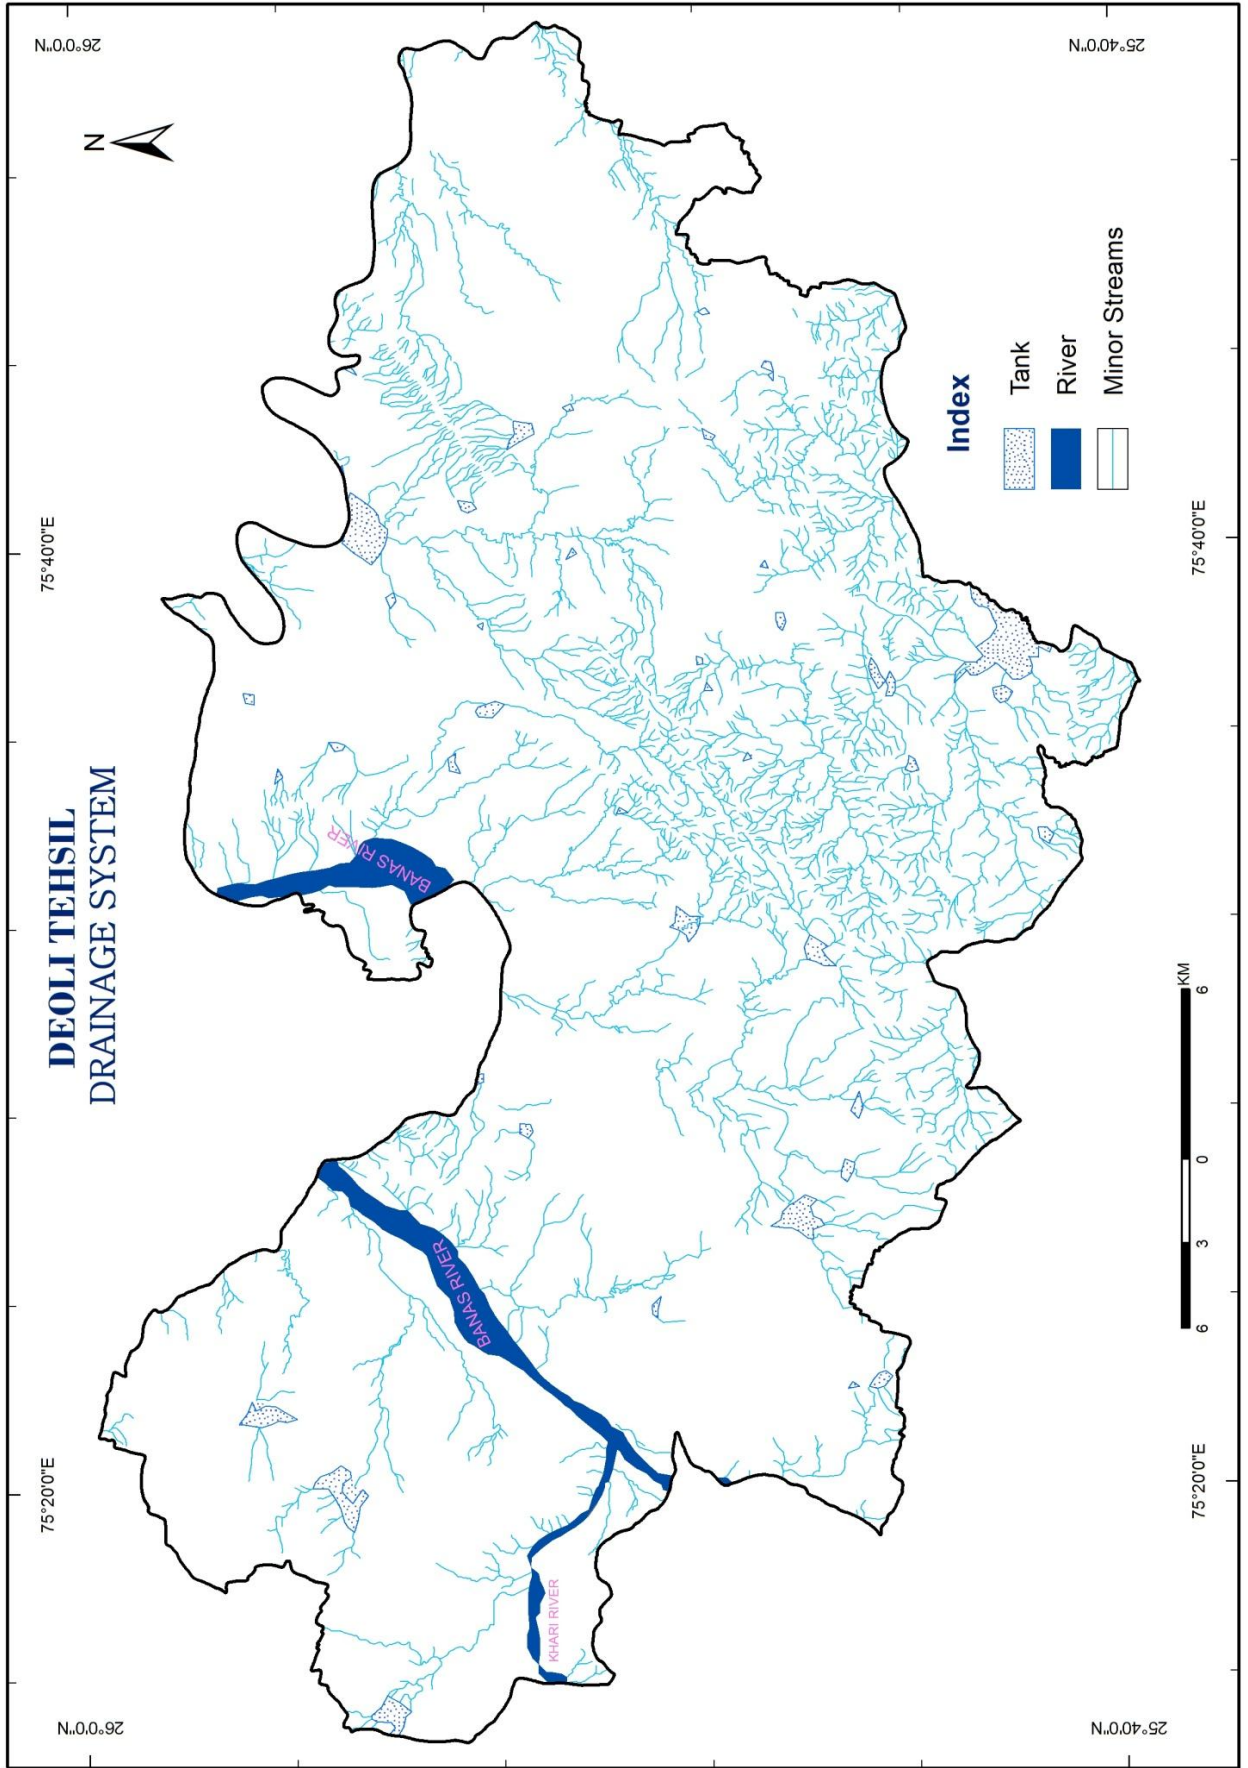 DEOLI TEHSIL
DRAINAGE SYSTEM
75°20'0"E
75°40'0"E
26°0'0"N
26°0'0"N
N
BANAS RIVER
BANAS RIVER
KHARI RIVER
Index
Tank
River
Minor Streams
6
3
0
6
KM
25°40'0"N
25°40'0"N
75°20'0"E
75°40'0"E